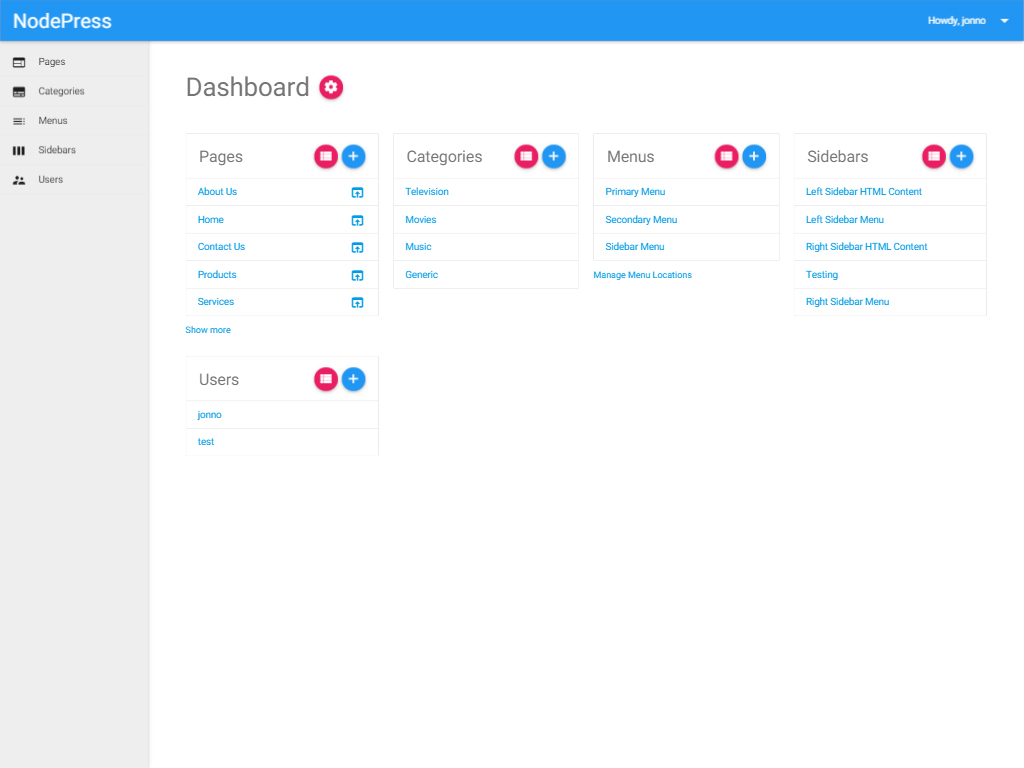 NodePress
Howdy, jonno
Pages
Categories
Menus
Sidebars
Users
Dashboard
Pages
About Us
Home
Contact Us
Products
Services
Show more
Categories
Television
Movies
Music
Generic
Menus
Primary Menu
Secondary Menu
Sidebar Menu
Manage Menu Locations
Sidebars
Left Sidebar HTML Content
Left Sidebar Menu
Right Sidebar HTML Content
Testing
Right Sidebar Menu
Users
jonno
test